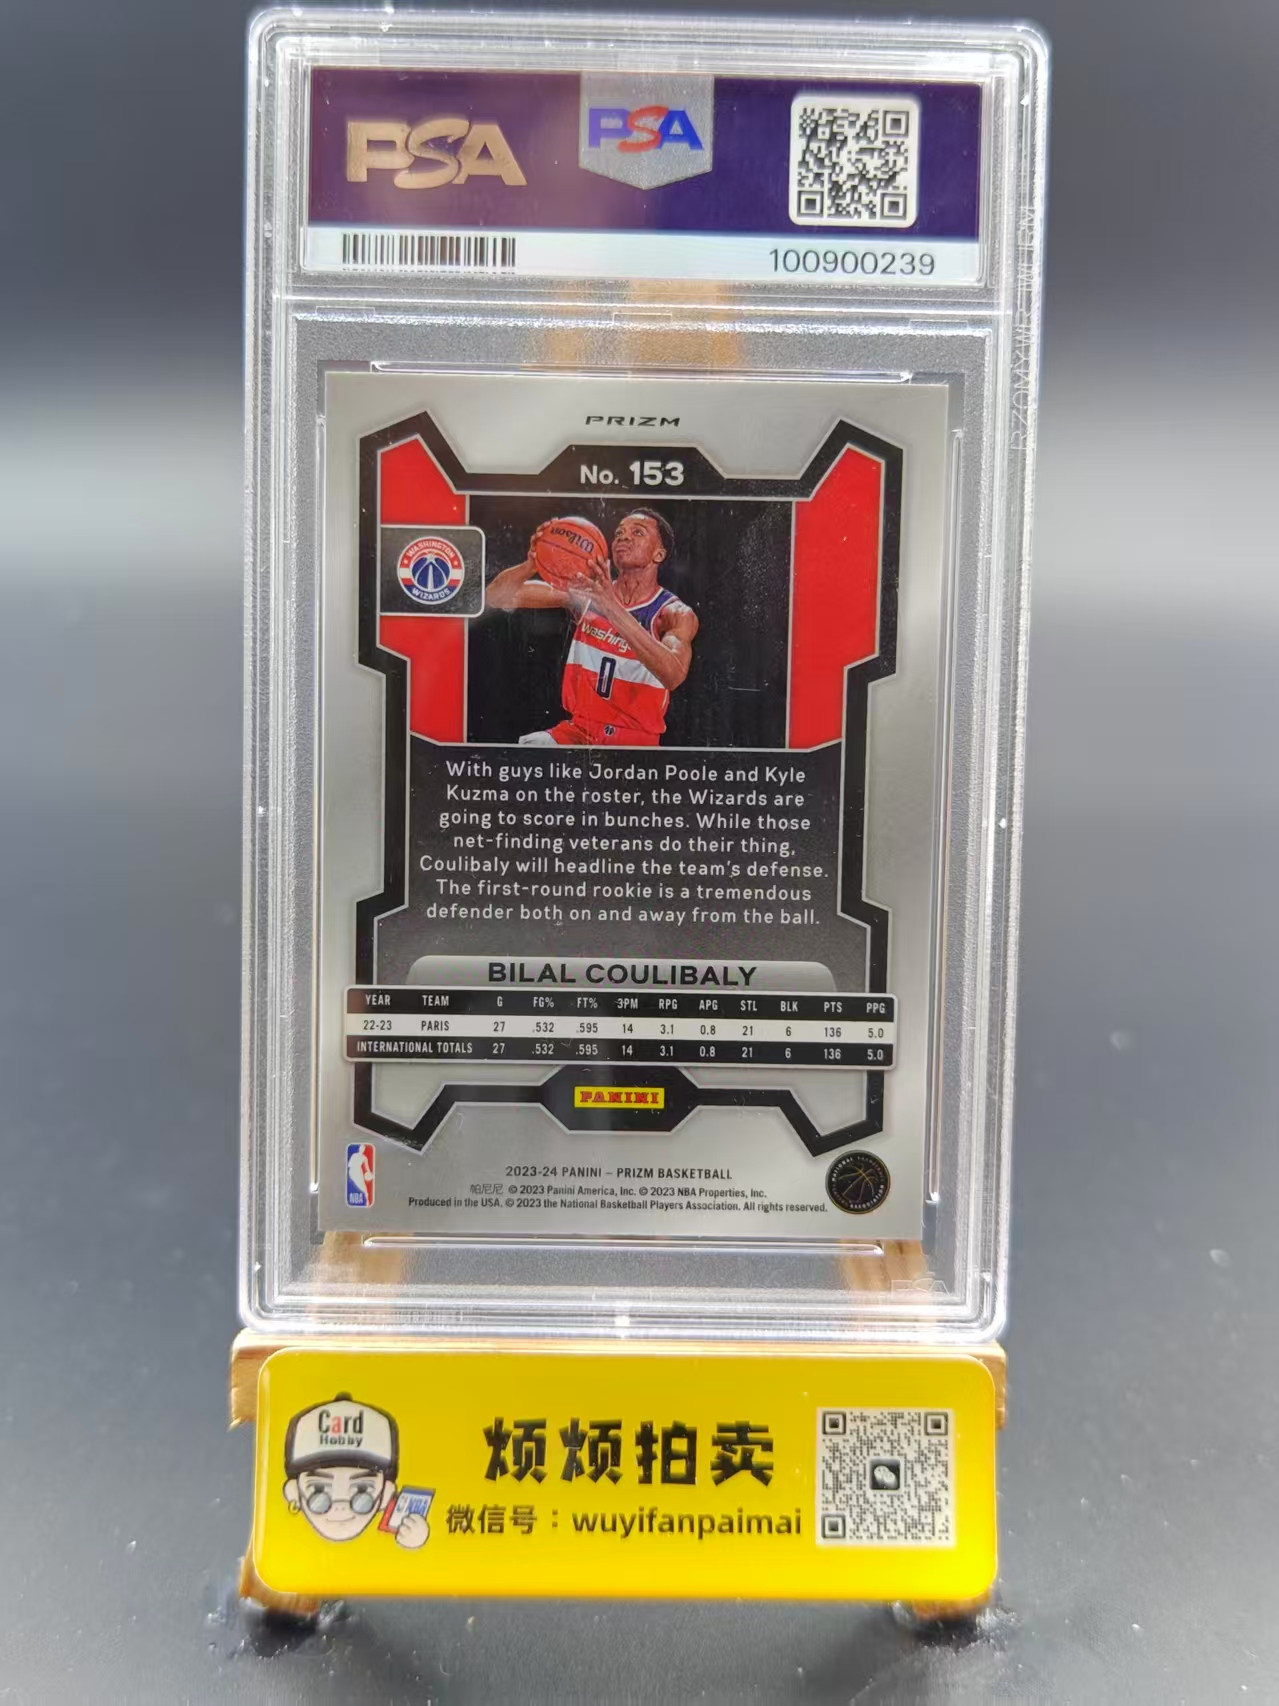 PSA
PSA
100900239
PRIZM
No. 153
WASHINGTON
WIZARDS
Wilson
Washing
0
With guys like Jordan Poole and Kyle
Kuzma on the roster, the Wizards are
going to score in bunches. While those
net-finding veterans do their thing,
Coulibaly will headline the team's defense.
The first-round rookie is a tremendous
defender both on and away from the ball.
BILAL COULIBALY
YEAR TEAM G FG% FT% 3PM RPG APG STL BLK PTS PPG
22-23 PARIS 27 .532 .595 14 3.1 0.8 21 6 136 5.0
INTERNATIONAL TOTALS 27 .532 .595 14 3.1 0.8 21 6 136 5.0
PANINI
NBA
2023-24 PANINI – PRIZM BASKETBALL
帕尼尼 © 2023 Panini America, Inc. © 2023 NBA Properties, Inc.
Produced in the USA. © 2023 the National Basketball Players Association. All rights reserved.
PSA
Card
Hobby
NBA
烦烦拍卖
微信号：wuyifanpaimai